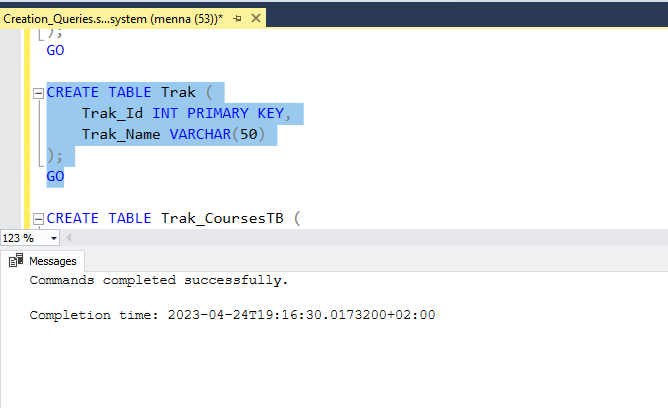 Creation_Queries.s...system (menna (53))*
);
GO
CREATE TABLE Trak (
Trak_Id INT PRIMARY KEY,
Trak_Name VARCHAR(50)
);
GO
CREATE TABLE Trak_CoursesTB (
123 %
Messages
Commands completed successfully.
Completion time: 2023-04-24T19:16:30.0173200+02:00